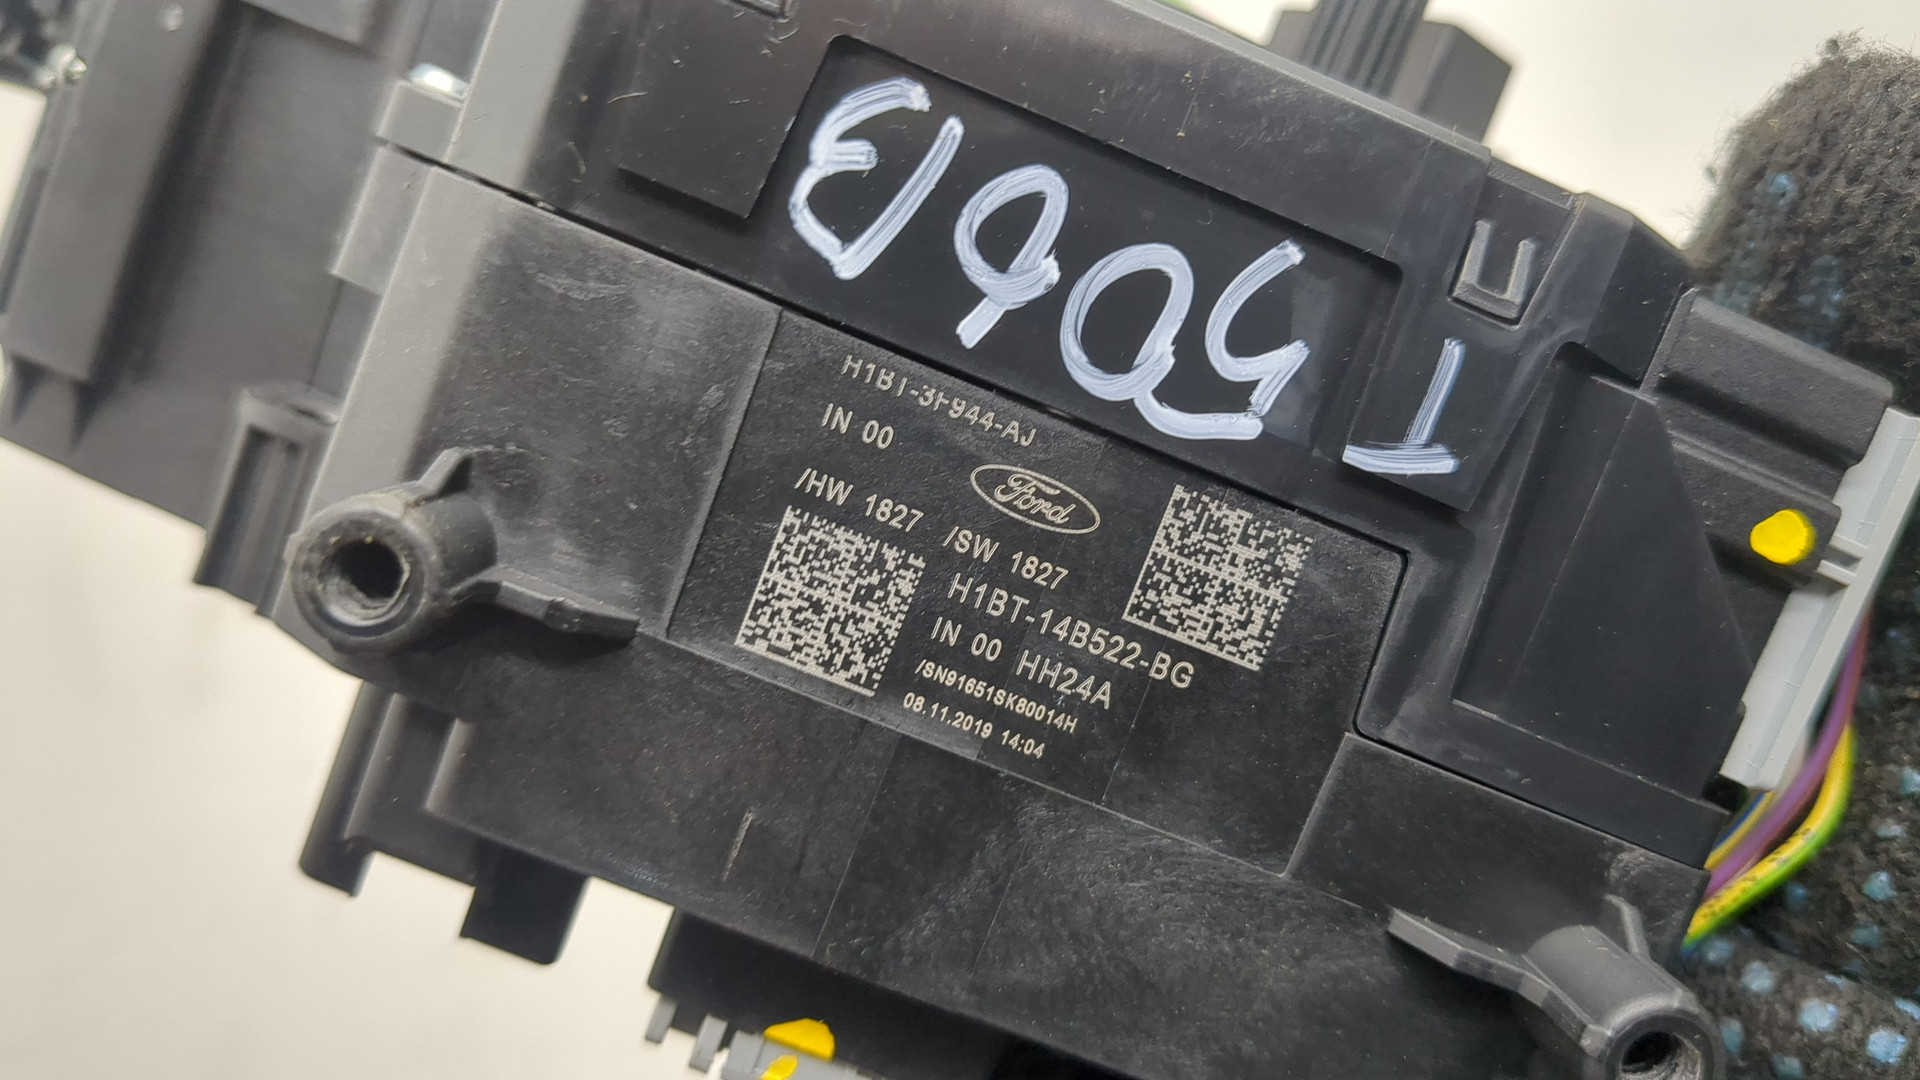 H1BT-3F944-AJ
IN 00
Ford
/HW 1827
/SW 1827
H1BT-14B522-BG
IN 00 HH24A
/SN91651SK80014H
08.11.2019 14:04